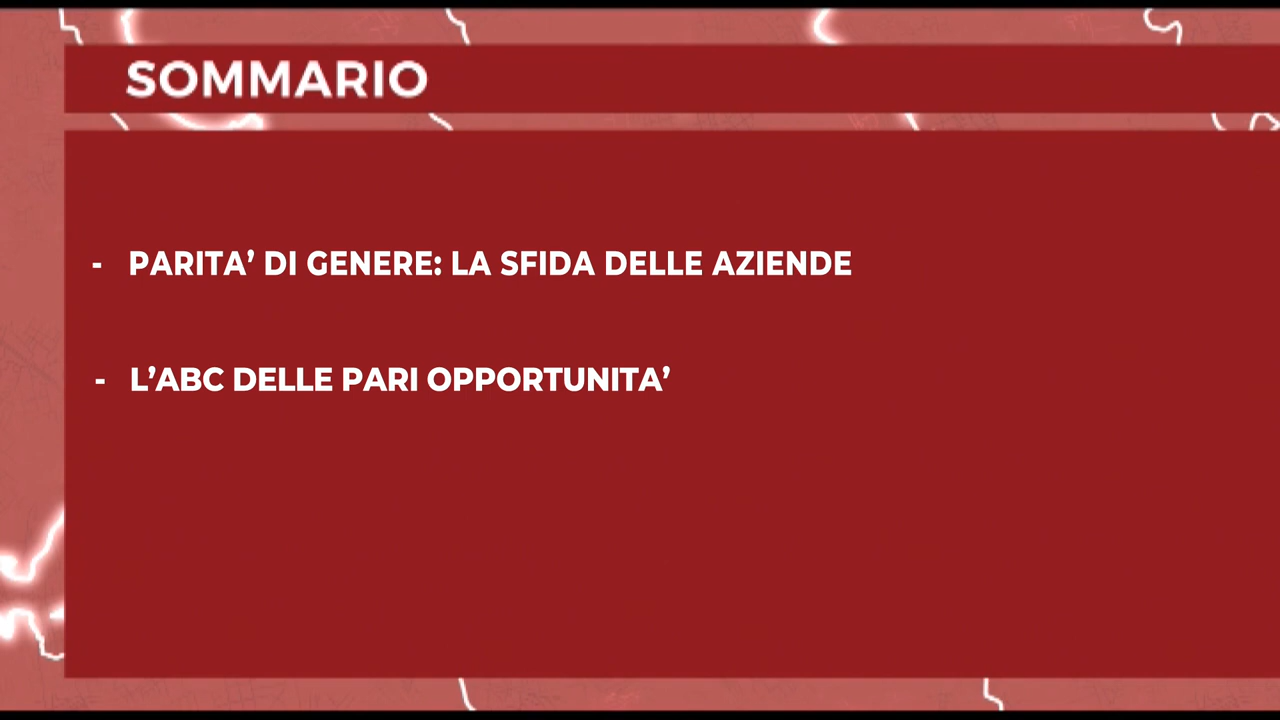 SOMMARIO
- PARITA’ DI GENERE: LA SFIDA DELLE AZIENDE
- L’ABC DELLE PARI OPPORTUNITA’